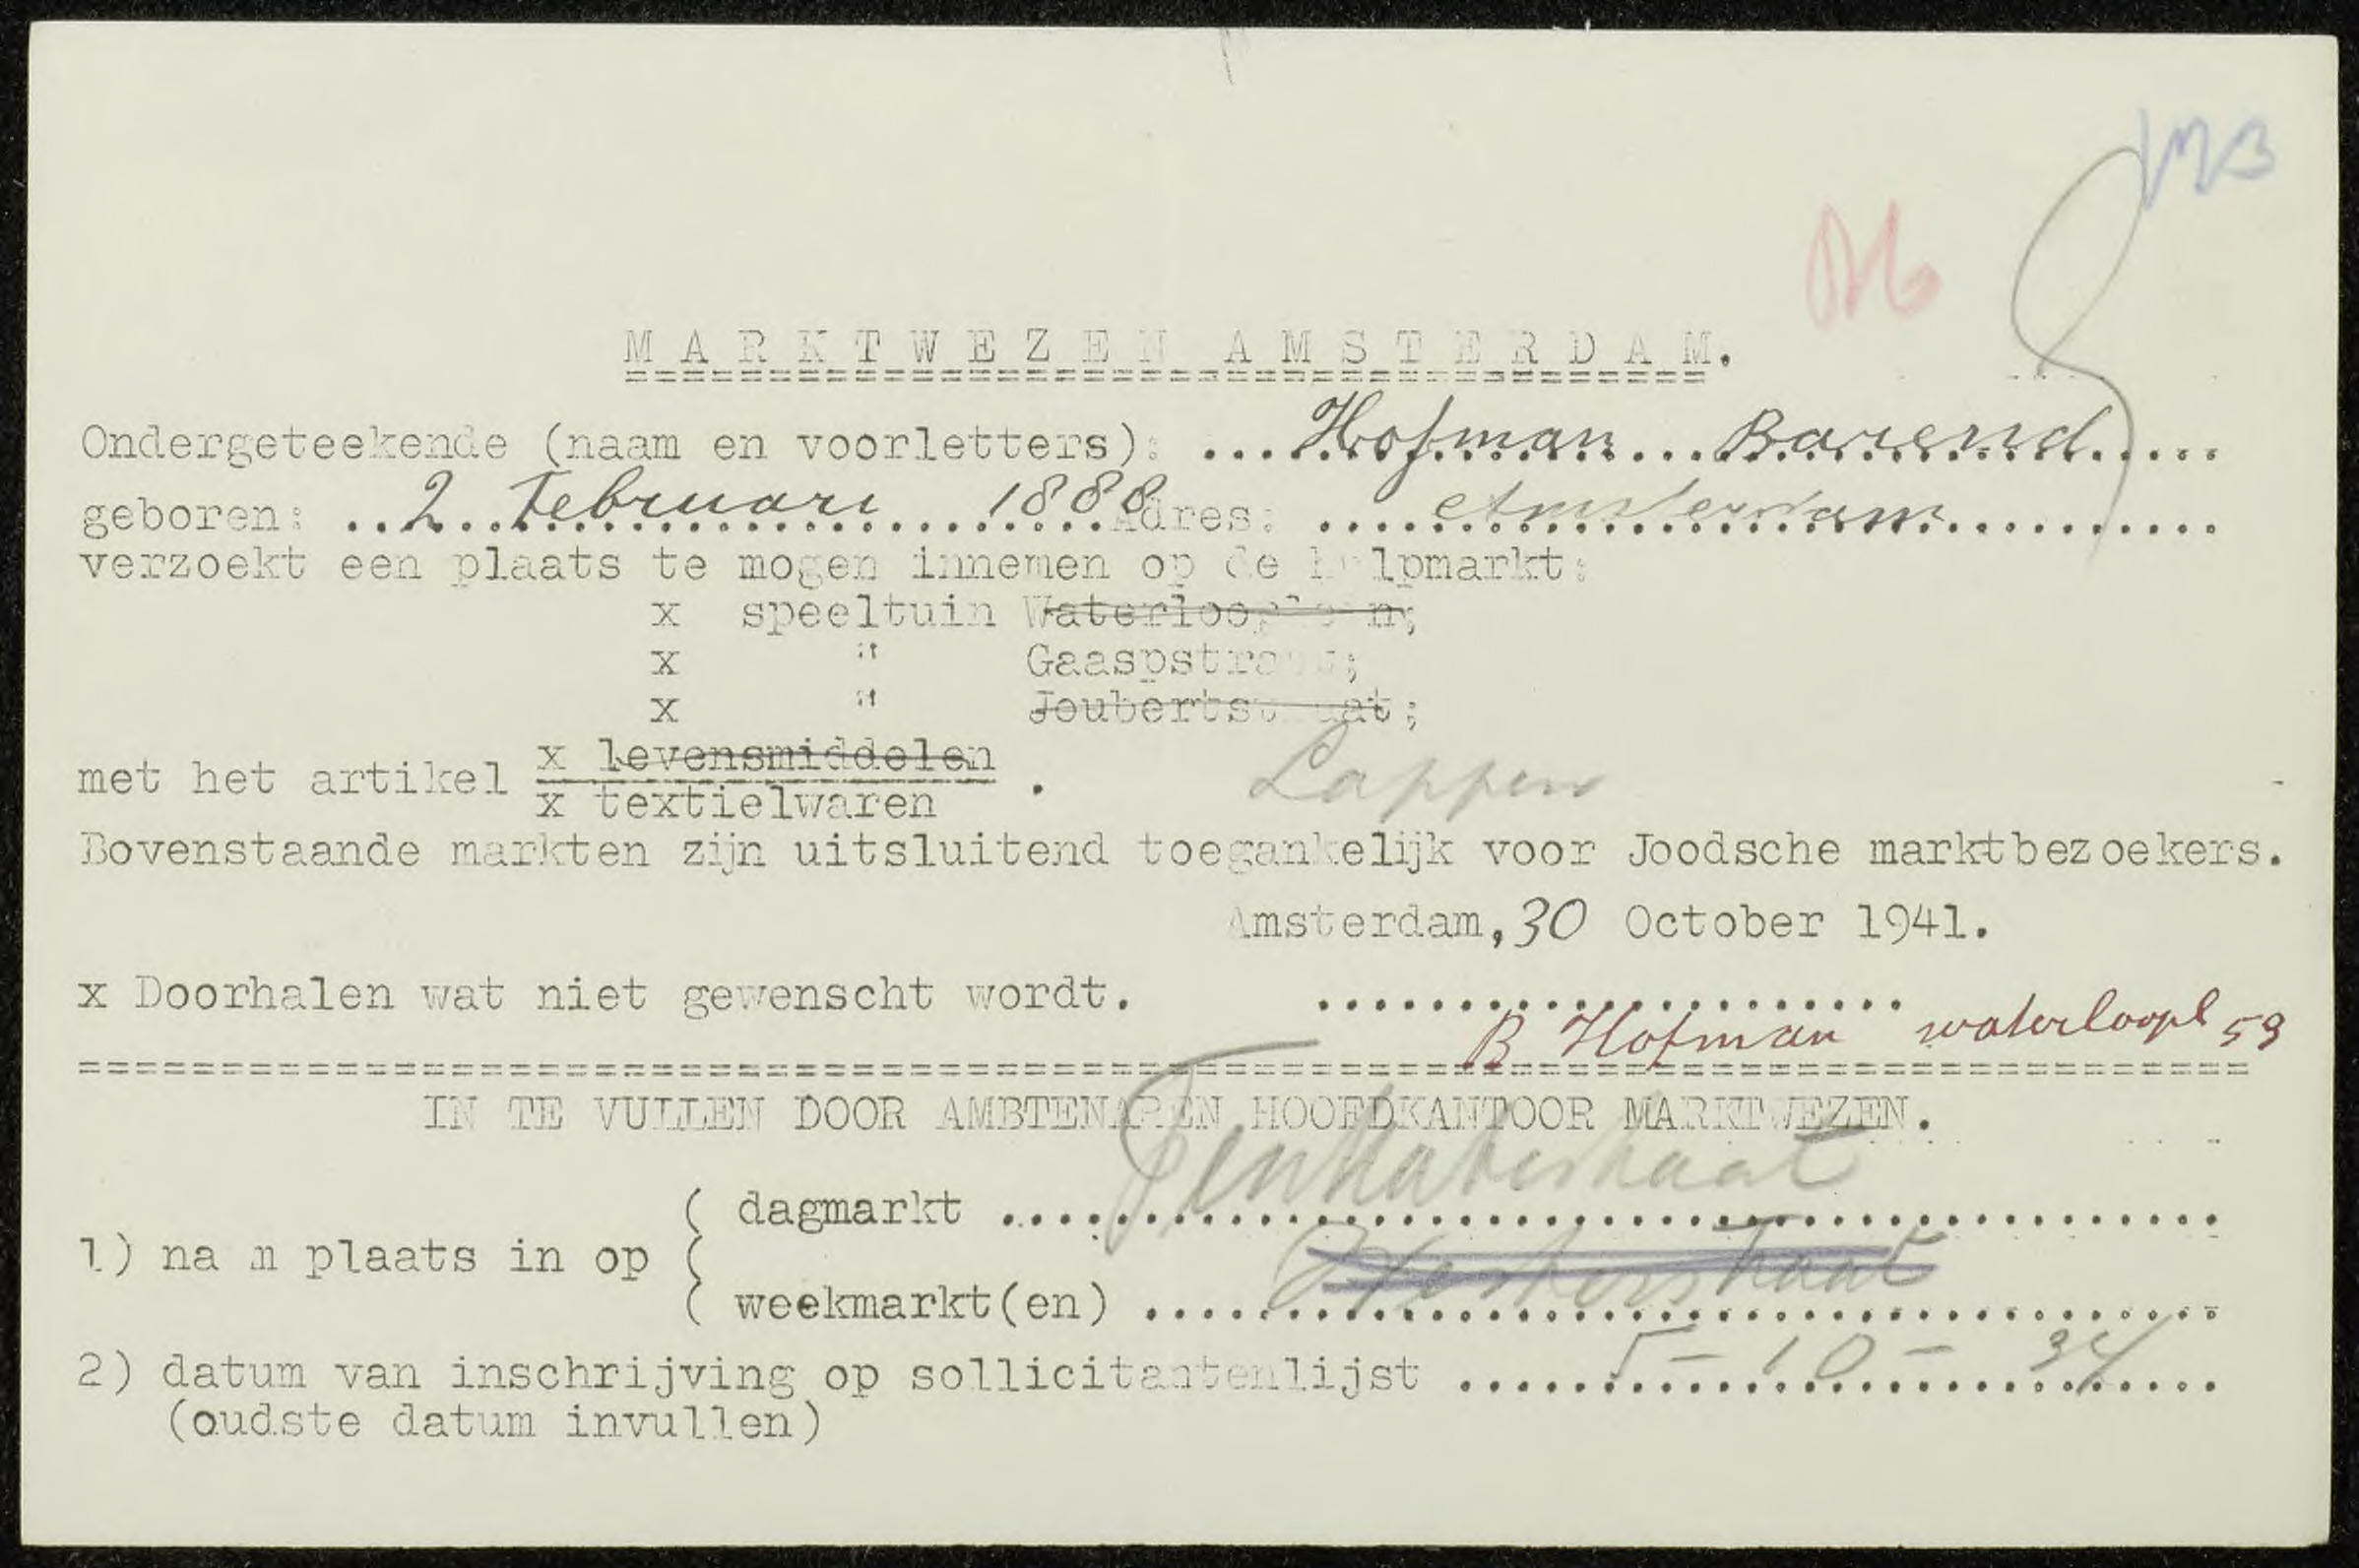 MB
M A R K T W E Z E N  A M S T E R D A M.
Ondergeteekende (naam en voorletters): ...Hofman...Barend.....
geboren: ..2. Februari 1888 Adres: .....Amsterdam..........
verzoekt een plaats te mogen innemen op de hulpmarkt:
x speeltuin Waterlooplein;
x " Gaaspstraat;
x " Joubertstraat;
met het artikel x levensmiddelen
x textielwaren . Lappen
Bovenstaande markten zijn uitsluitend toegankelijk voor Joodsche marktbezoekers.
Amsterdam, 30 October 1941.
x Doorhalen wat niet gewenscht wordt. .....................
B Hofman waterloopl 59
IN TE VULLEN DOOR AMBTENAREN HOOFDKANTOOR MARKTWEZEN.
( dagmarkt .... Tenkatestraat
1) na m plaats in op (
( weekmarkt(en) ....
2) datum van inschrijving op sollicitantenlijst .... 5-10-34
(oudste datum invullen)